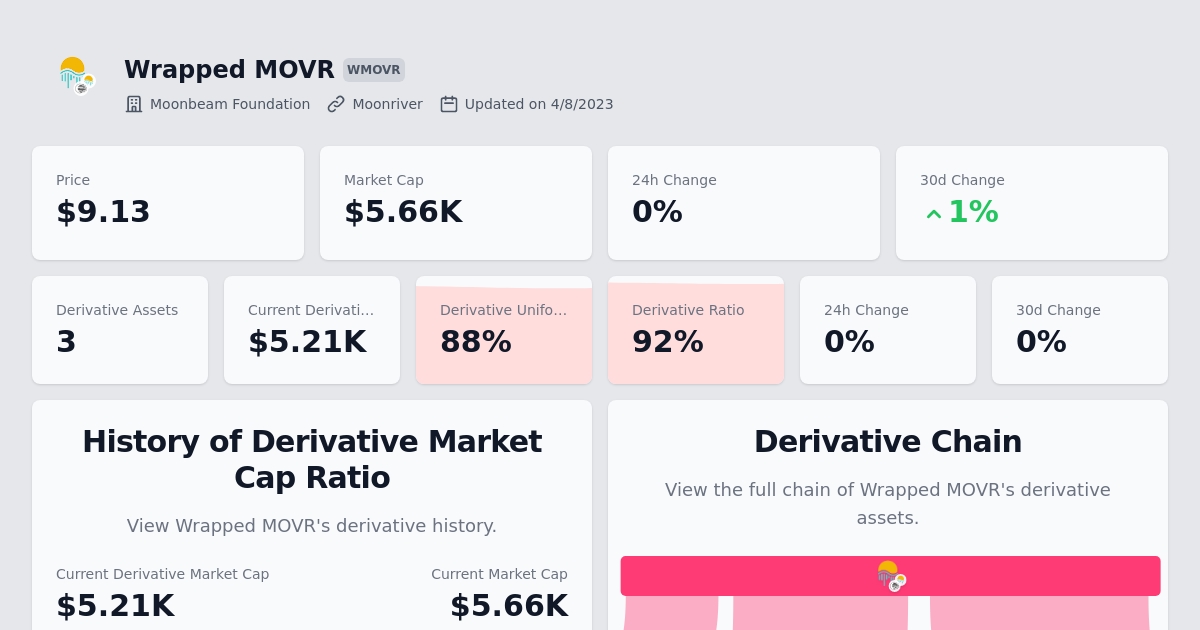 Wrapped MOVR WMOVR
Moonbeam Foundation Moonriver Updated on 4/8/2023
Price
$9.13
Market Cap
$5.66K
24h Change
0%
30d Change
1%
Derivative Assets
3
Current Derivati...
$5.21K
Derivative Unifo...
88%
Derivative Ratio
92%
24h Change
0%
30d Change
0%
History of Derivative Market
Cap Ratio
View Wrapped MOVR's derivative history.
Current Derivative Market Cap
$5.21K
Current Market Cap
$5.66K
Derivative Chain
View the full chain of Wrapped MOVR's derivative
assets.